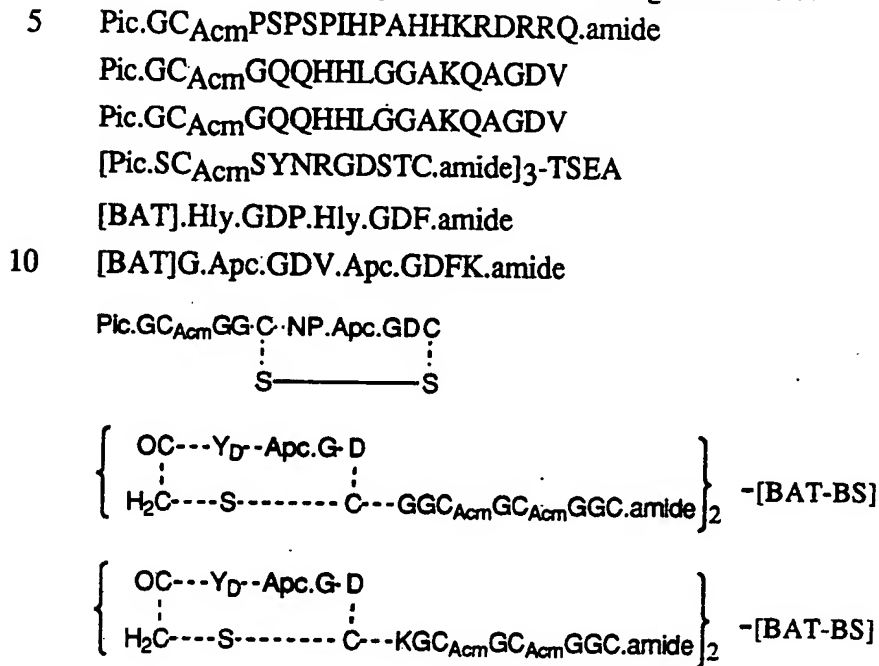 5 Pic.GCAcmPSPSPIHPAHHKRDRRQ.amide
Pic.GCAcmGQQHHLGGAKQAGDV
Pic.GCAcmGQQHHLGGAKQAGDV
[Pic.SCAcmSYNRGDSTC.amide]3-TSEA
[BAT].Hly.GDP.Hly.GDF.amide
10 [BAT]G.Apc.GDV.Apc.GDFK.amide
Pic.GCAcmGG-C--NP.Apc.GDC
S S
OC---YD--Apc.G-D
H2C----S--------C---GGCAcmGCAcmGGC.amide 2 -[BAT-BS]
OC---YD--Apc.G-D
H2C----S--------C---KGCAcmGCAcmGGC.amide 2 -[BAT-BS]